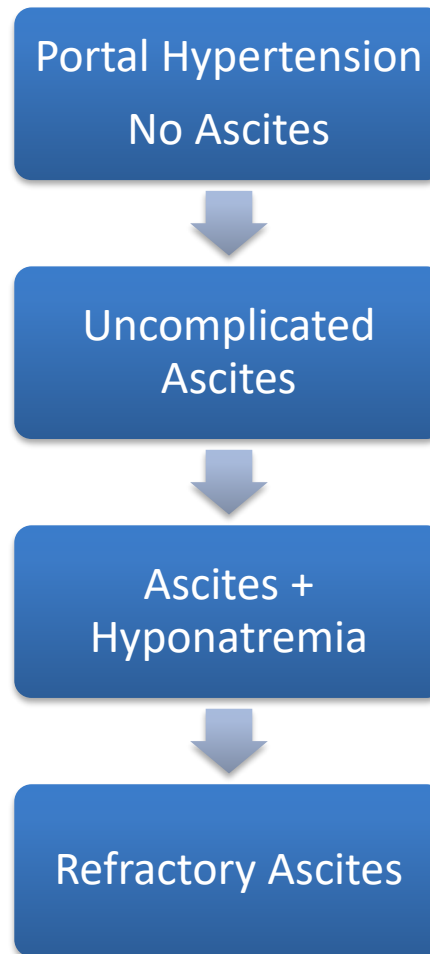 Portal Hypertension
No Ascites
Uncomplicated
Ascites
Ascites +
Hyponatremia
Refractory Ascites